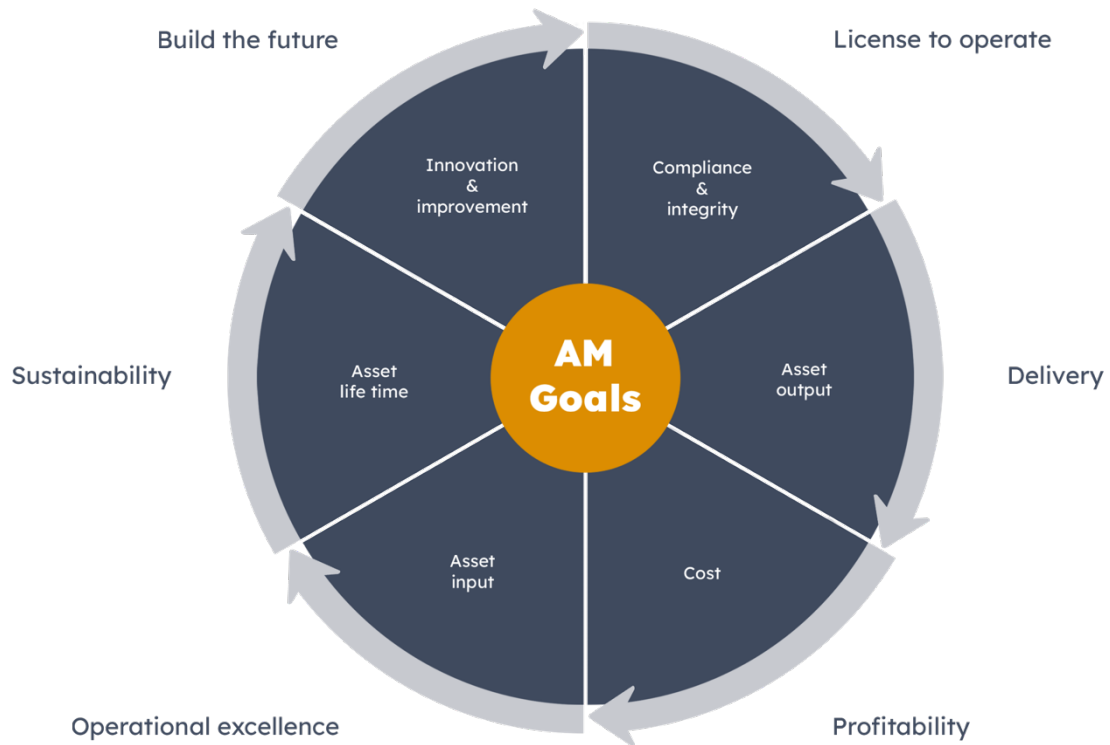 Build the future
License to operate
Innovation
&
improvement
Compliance
&
integrity
Sustainability
Asset
life time
AM
Goals
Asset
output
Delivery
Asset
input
Cost
Operational excellence
Profitability